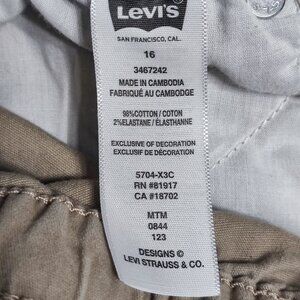 Levi's
SAN FRANCISCO, CAL.
16
3467242
MADE IN CAMBODIA
FABRIQUÉ AU CAMBODGE
98%COTTON / COTON
2%ELASTANE / ÉLASTHANNE
EXCLUSIVE OF DECORATION
EXCLUSIF DE DÉCORATION
5704-X3C
RN #81917
CA #18702
MTM
0844
123
DESIGNS ©
LEVI STRAUSS & CO.